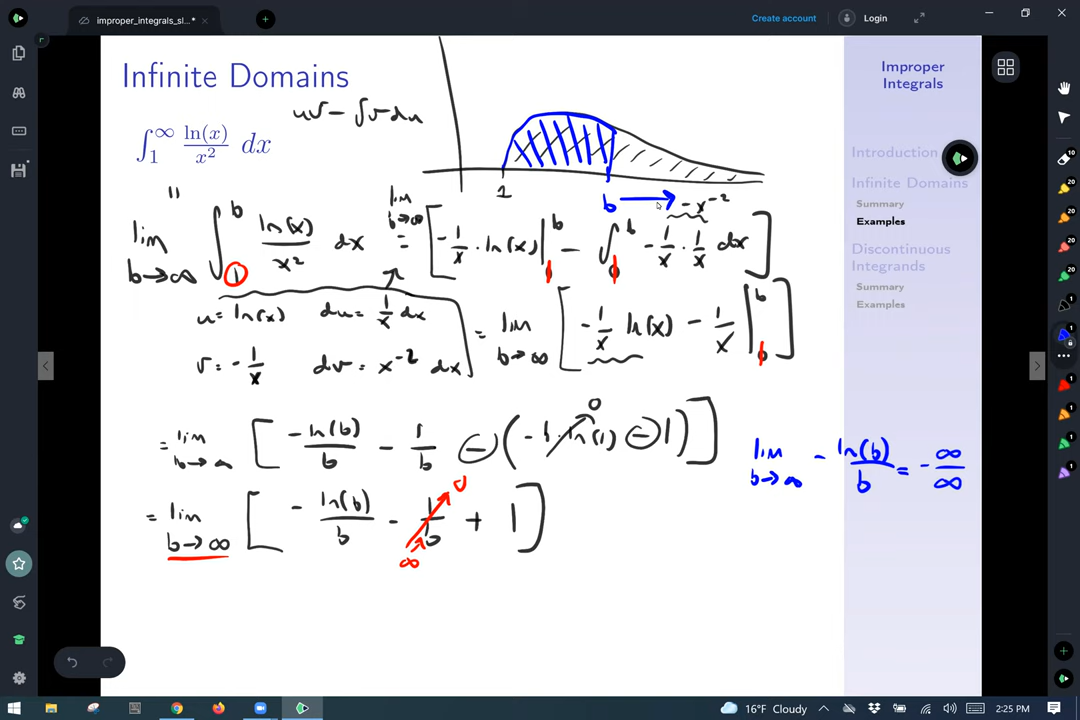 improper_integrals_sl...*
Create account
Login
Infinite Domains
uv - ∫v du
∫₁^∞ ln(x)/x² dx
1
b → 
"
lim b→∞ ∫₁^b ln(x)/x² dx = lim b→∞ [ -1/x · ln(x) |₁^b - ∫₁^b -1/x · 1/x dx ]
-x⁻²
u = ln(x) du = 1/x dx
v = -1/x dv = x⁻² dx
= lim b→∞ [ -1/x ln(x) - 1/x |₁^b ]
= lim b→∞ [ -ln(b)/b - 1/b - (-1 · ln(1) - 1) ]
0
lim b→∞ - ln(b)/b = - ∞/∞
= lim b→∞ [ - ln(b)/b - 1/b + 1 ]
0
∞
Improper
Integrals
Introduction
Infinite Domains
Summary
Examples
Discontinuous
Integrands
Summary
Examples
16°F Cloudy
2:25 PM